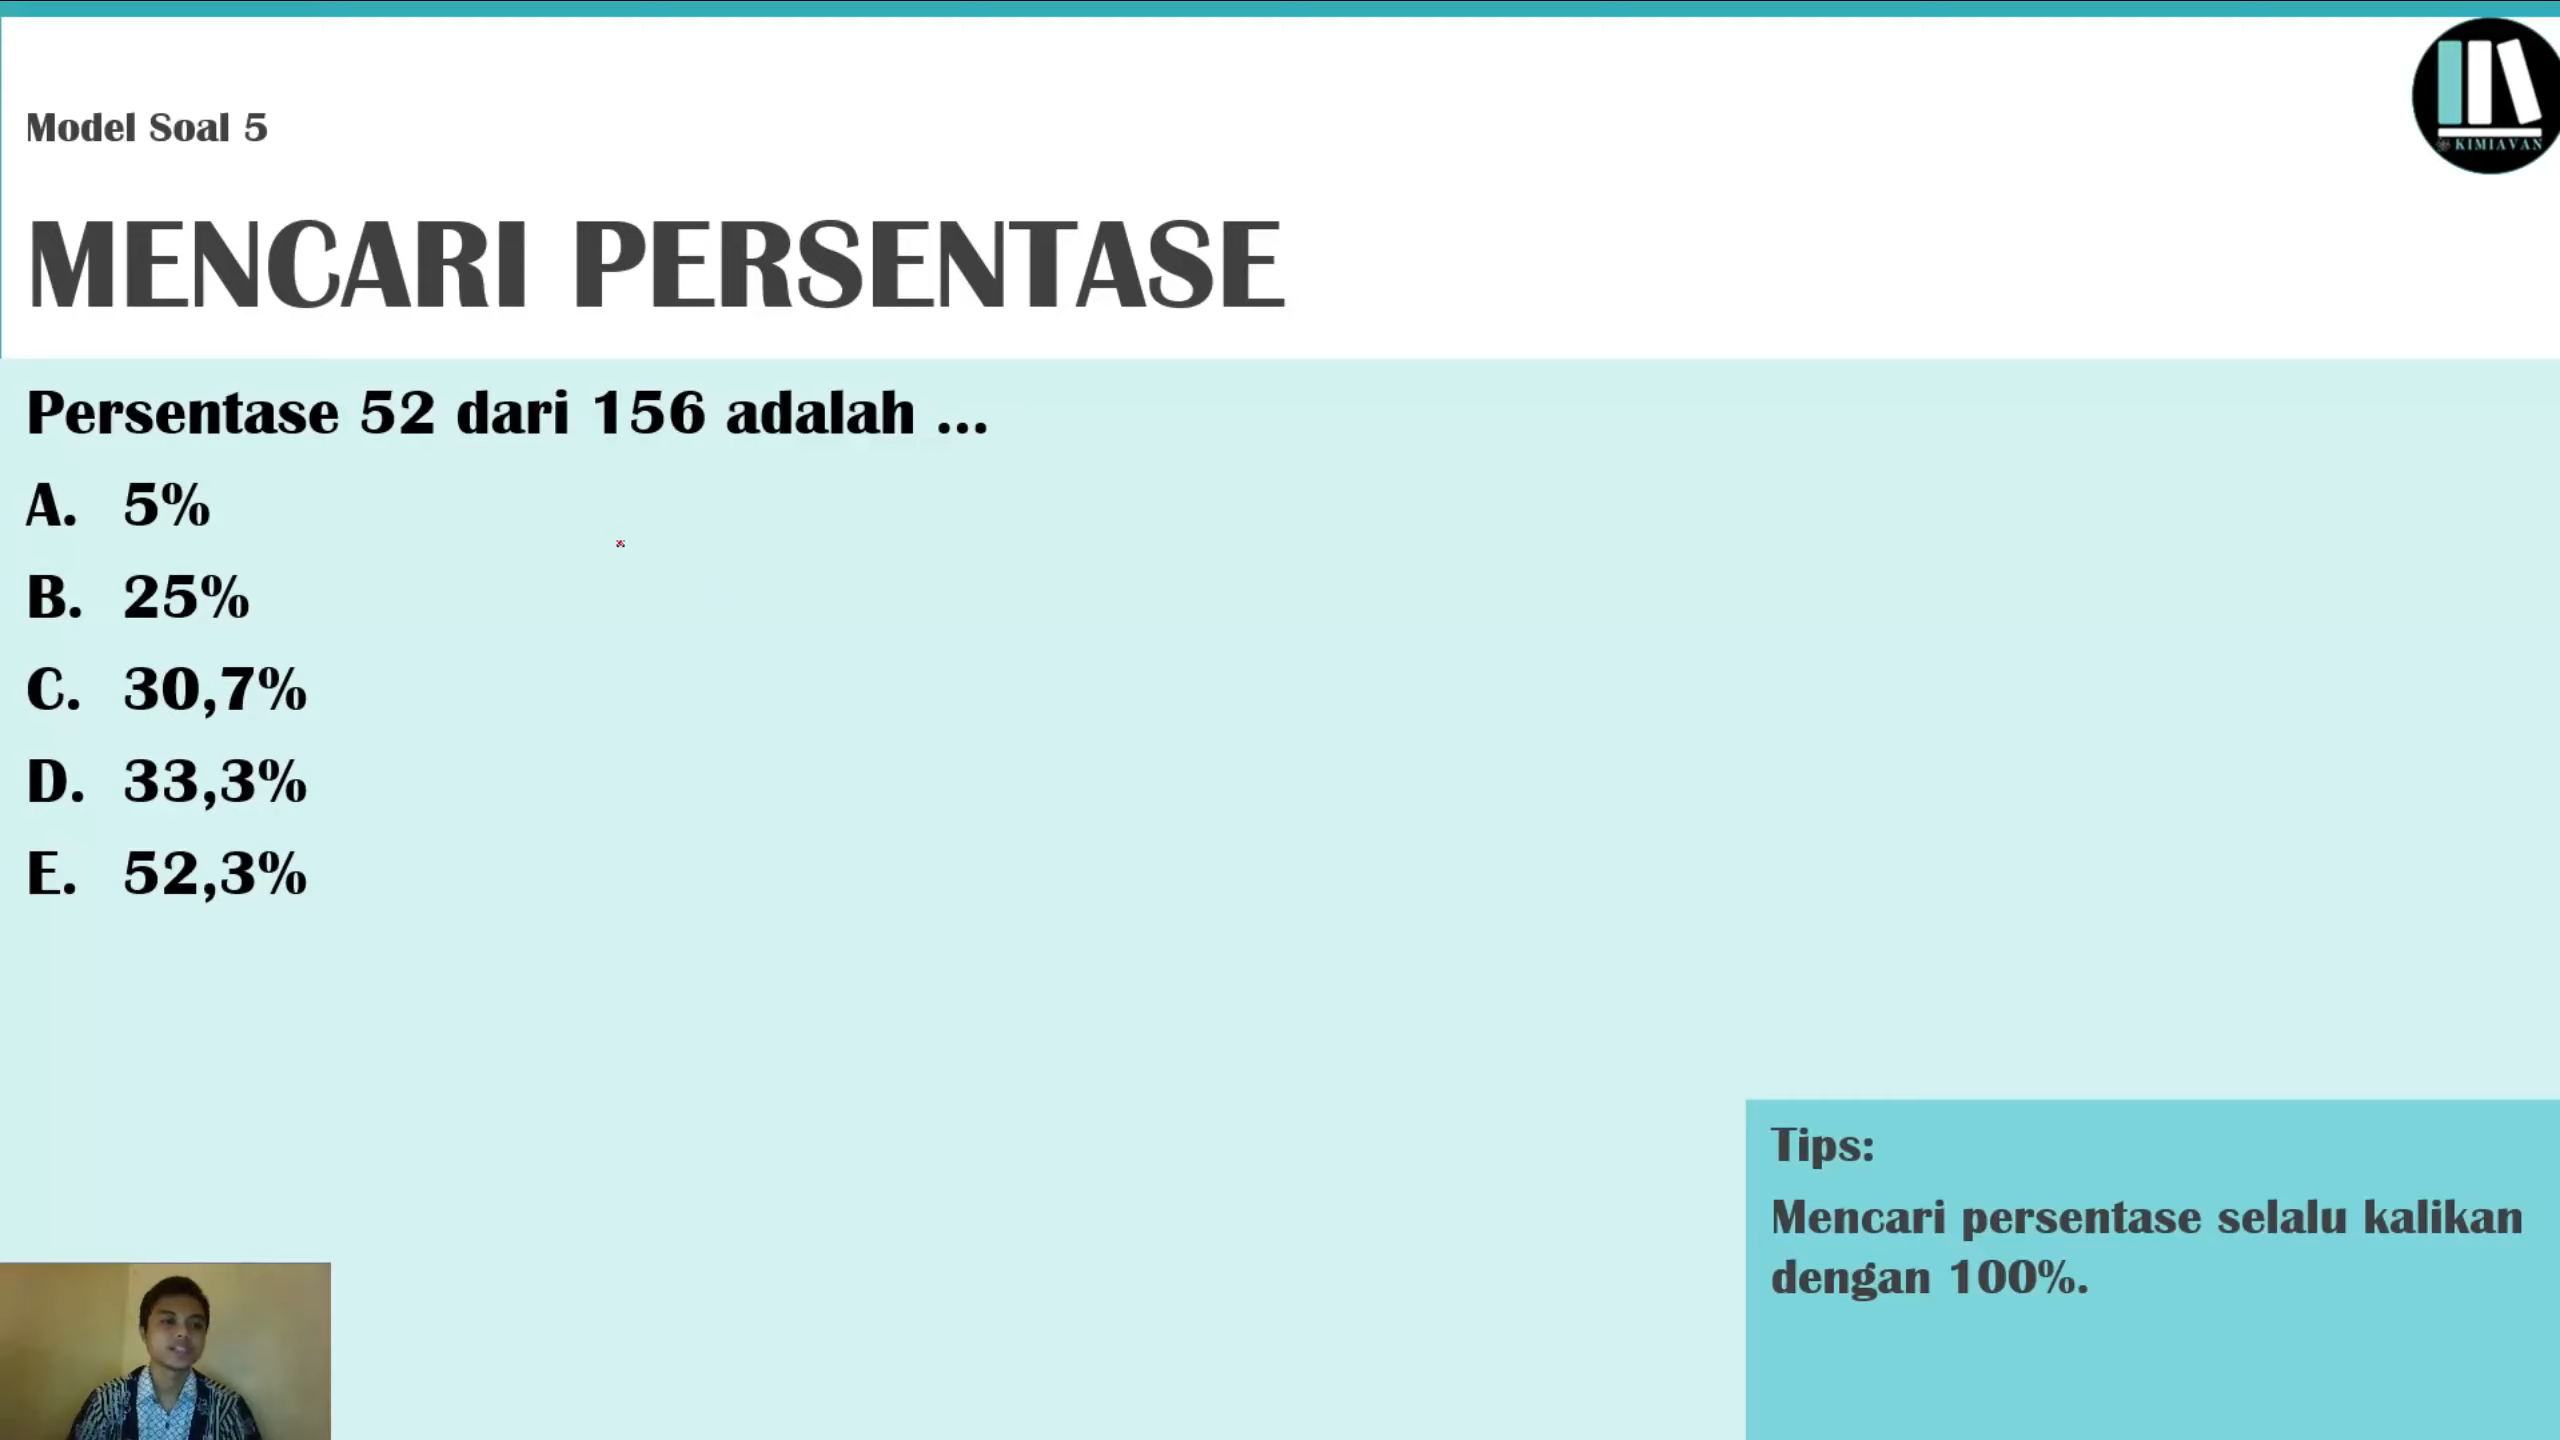 KIMIAVAN
Model Soal 5
MENCARI PERSENTASE
Persentase 52 dari 156 adalah ...
A. 5%
B. 25%
C. 30,7%
D. 33,3%
E. 52,3%
Tips:
Mencari persentase selalu kalikan
dengan 100%.